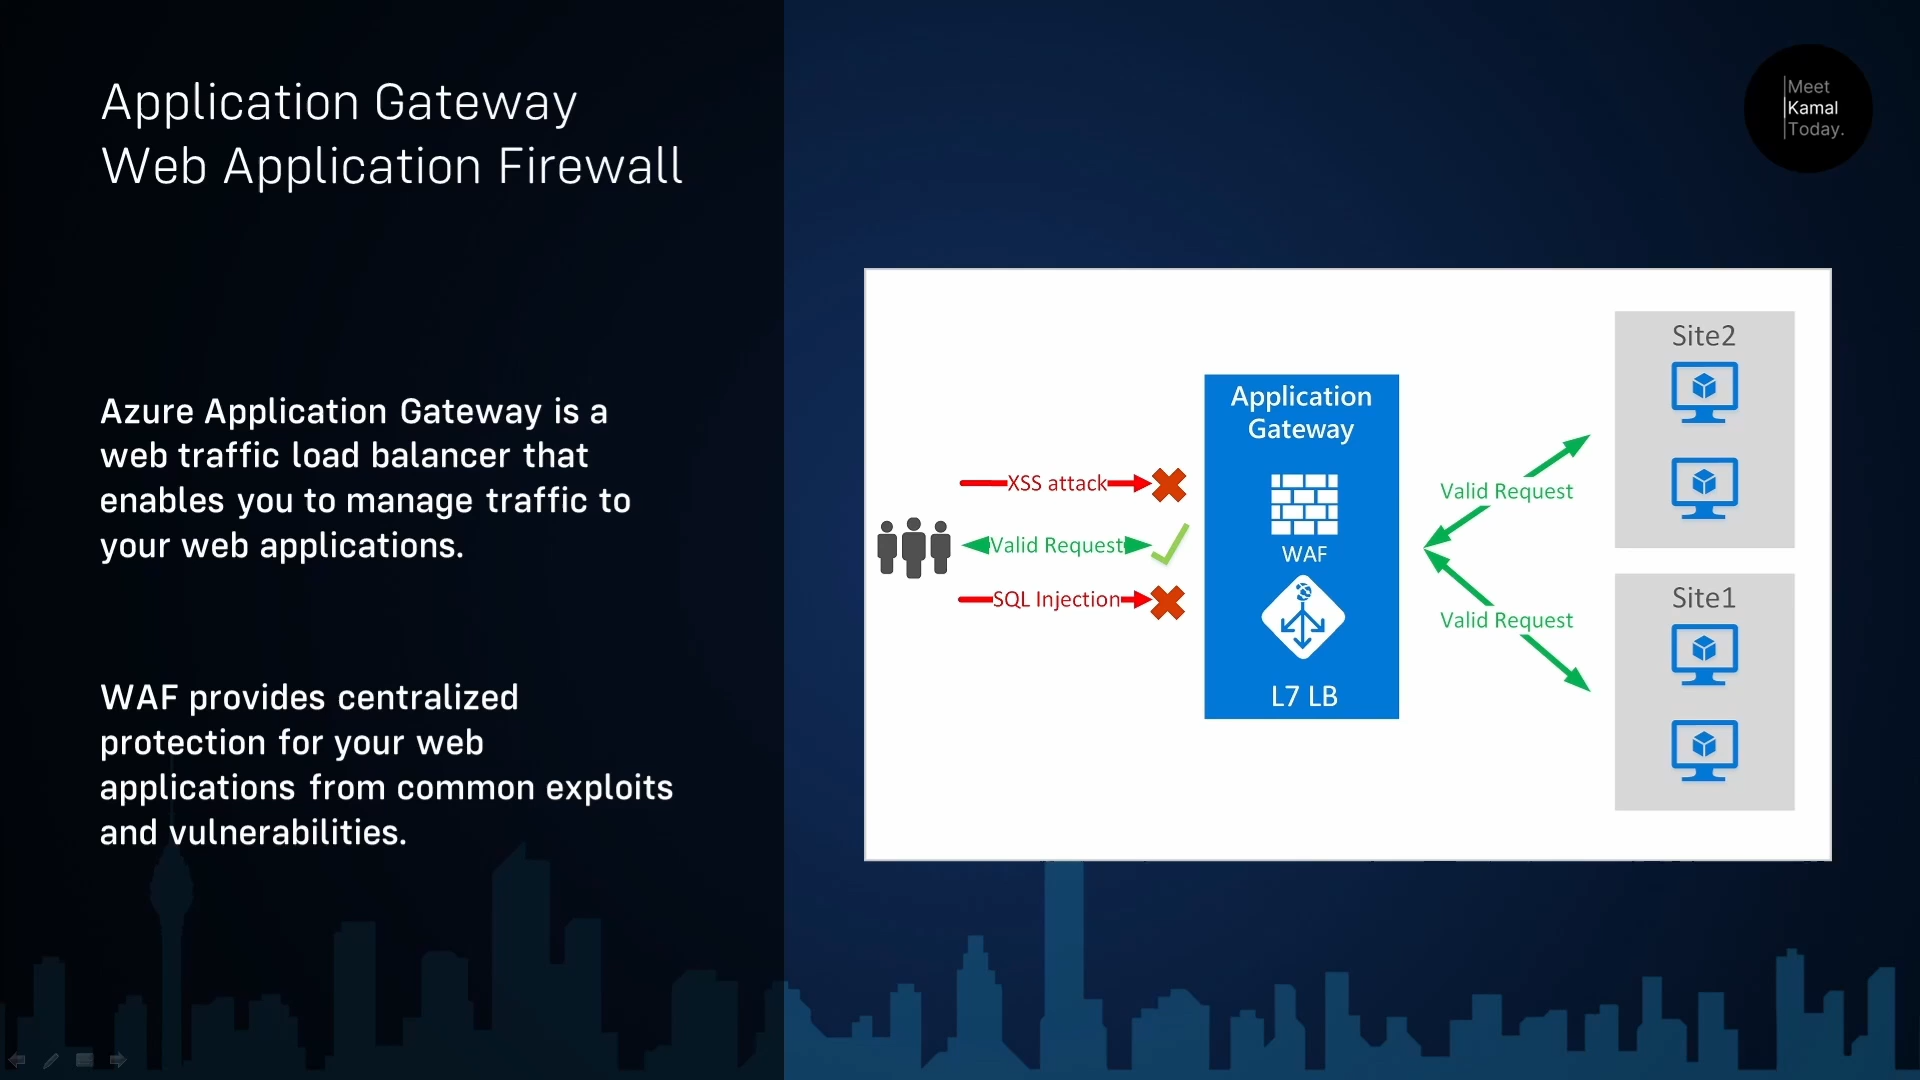 Application Gateway
Web Application Firewall
Azure Application Gateway is a
web traffic load balancer that
enables you to manage traffic to
your web applications.
WAF provides centralized
protection for your web
applications from common exploits
and vulnerabilities.
Meet
Kamal
Today.
XSS attack
Valid Request
SQL Injection
Application
Gateway
WAF
L7 LB
Valid Request
Valid Request
Site2
Site1